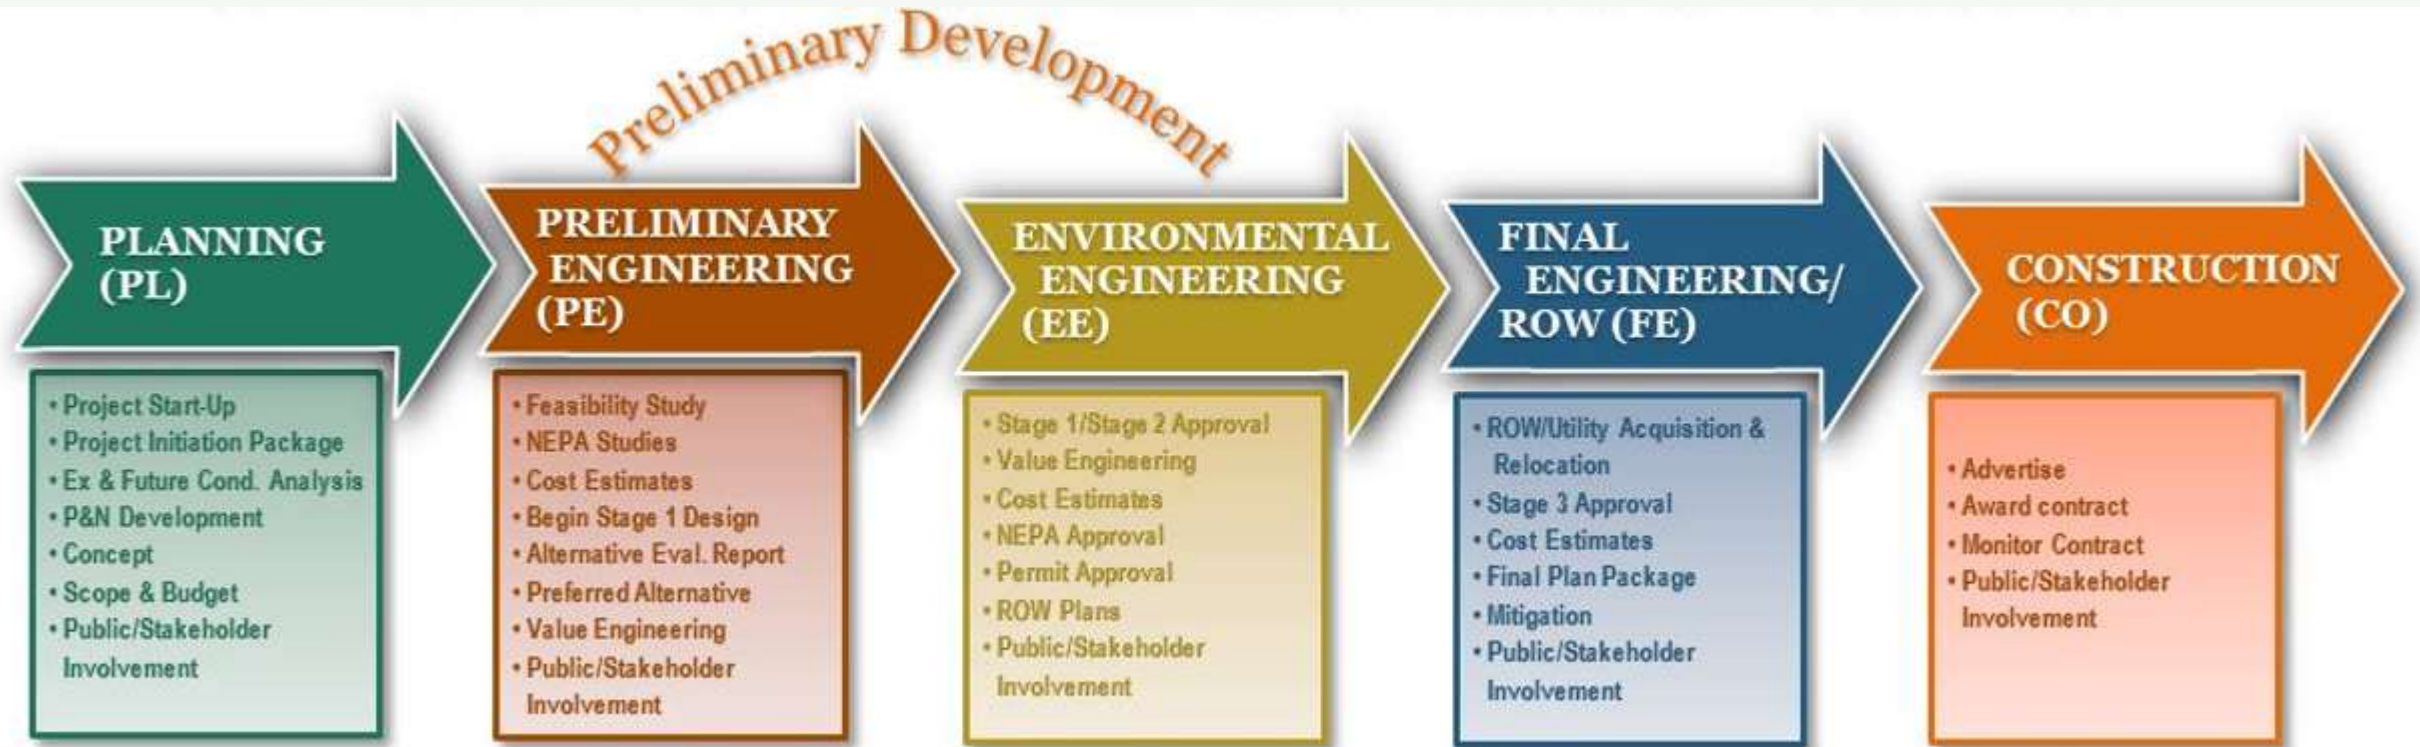 Preliminary Development
PLANNING
(PL)
• Project Start-Up
• Project Initiation Package
• Ex & Future Cond. Analysis
• P&N Development
• Concept
• Scope & Budget
• Public/Stakeholder
Involvement
PRELIMINARY
ENGINEERING
(PE)
• Feasibility Study
• NEPA Studies
• Cost Estimates
• Begin Stage 1 Design
• Alternative Eval. Report
• Preferred Alternative
• Value Engineering
• Public/Stakeholder
Involvement
ENVIRONMENTAL
ENGINEERING
(EE)
• Stage 1/Stage 2 Approval
• Value Engineering
• Cost Estimates
• NEPA Approval
• Permit Approval
• ROW Plans
• Public/Stakeholder
Involvement
FINAL
ENGINEERING/
ROW (FE)
• ROW/Utility Acquisition &
Relocation
• Stage 3 Approval
• Cost Estimates
• Final Plan Package
• Mitigation
• Public/Stakeholder
Involvement
CONSTRUCTION
(CO)
• Advertise
• Award contract
• Monitor Contract
• Public/Stakeholder
Involvement